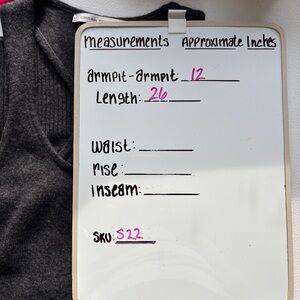 measurements Approximate Inches
armpit-armpit 12
Length: 26
waist:
rise:
Inseam:
SKU: S22